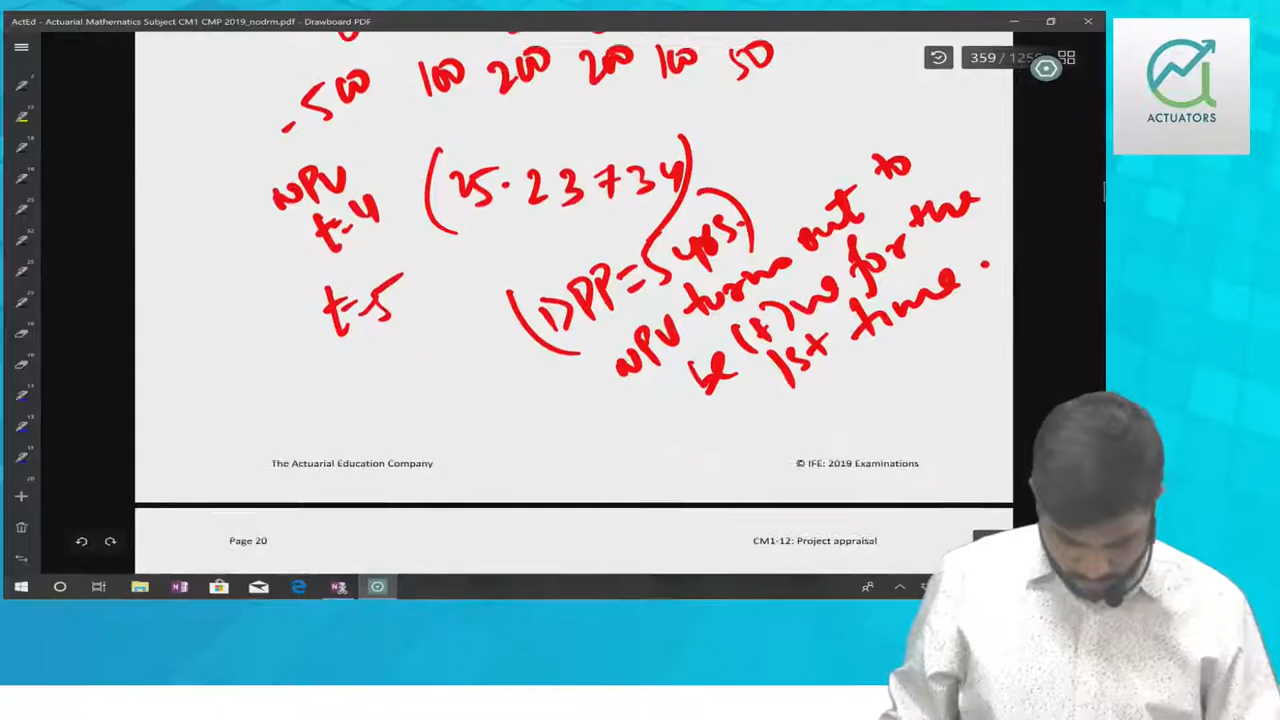 ActEd - Actuarial Mathematics Subject CM1 CMP 2019_nodrm.pdf - Drawboard PDF
359 / 125
ACTUATORS
-500 100 200 200 100 50
NPV
t=4
(25.23734)
t=5
(DPP=5 yrs.)
NPV turns out to
be (+)ve for the
1st time.
The Actuarial Education Company
© IFE: 2019 Examinations
Page 20
CM1-12: Project appraisal